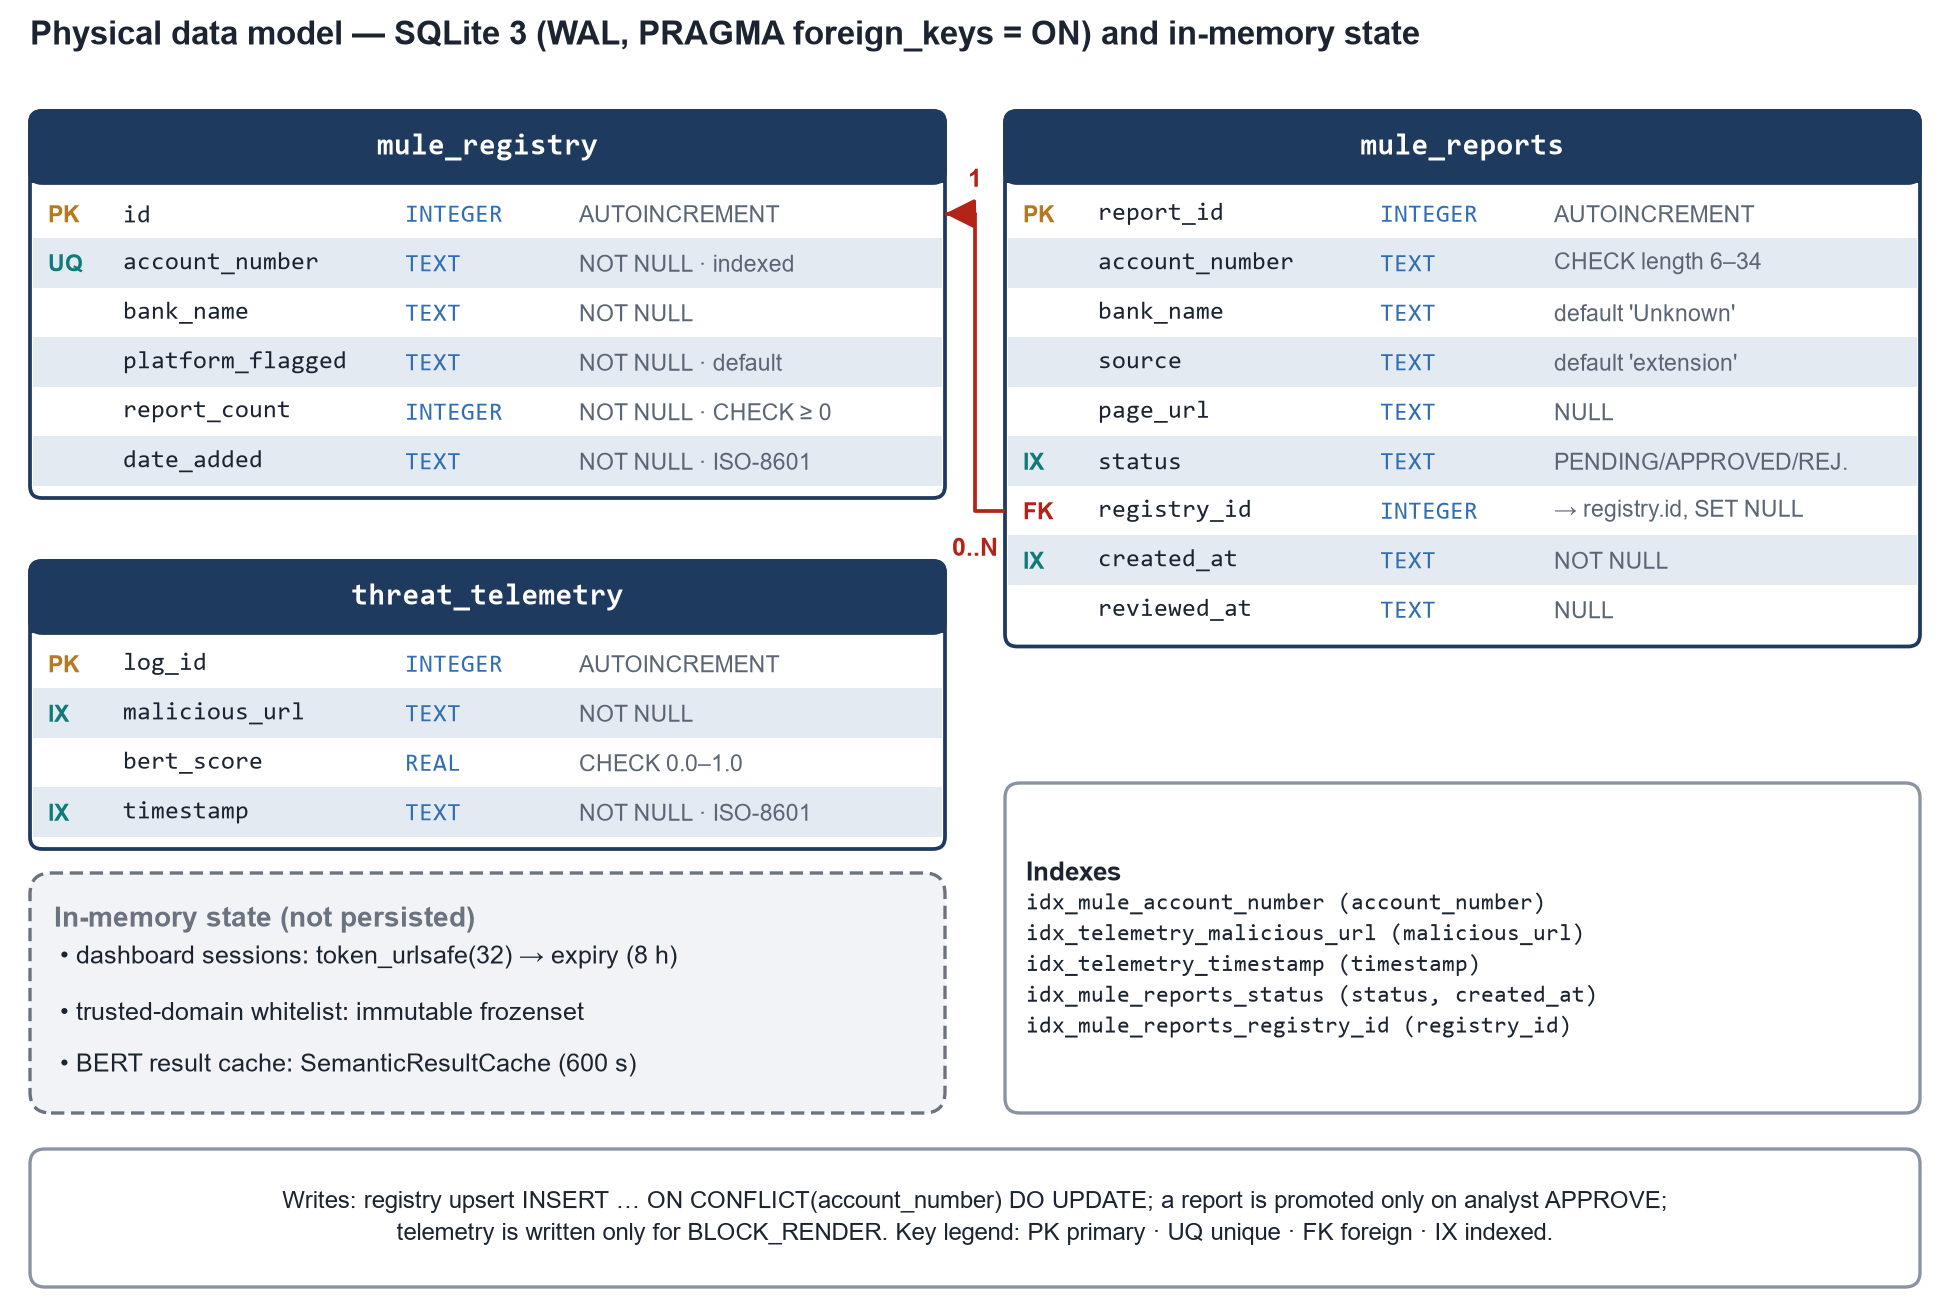 Physical data model — SQLite 3 (WAL, PRAGMA foreign_keys = ON) and in-memory state
mule_registry
PK id INTEGER AUTOINCREMENT
UQ account_number TEXT NOT NULL · indexed
bank_name TEXT NOT NULL
platform_flagged TEXT NOT NULL · default
report_count INTEGER NOT NULL · CHECK ≥ 0
date_added TEXT NOT NULL · ISO-8601
1
0..N
mule_reports
PK report_id INTEGER AUTOINCREMENT
account_number TEXT CHECK length 6–34
bank_name TEXT default 'Unknown'
source TEXT default 'extension'
page_url TEXT NULL
IX status TEXT PENDING/APPROVED/REJ.
FK registry_id INTEGER → registry.id, SET NULL
IX created_at TEXT NOT NULL
reviewed_at TEXT NULL
threat_telemetry
PK log_id INTEGER AUTOINCREMENT
IX malicious_url TEXT NOT NULL
bert_score REAL CHECK 0.0–1.0
IX timestamp TEXT NOT NULL · ISO-8601
In-memory state (not persisted)
• dashboard sessions: token_urlsafe(32) → expiry (8 h)
• trusted-domain whitelist: immutable frozenset
• BERT result cache: SemanticResultCache (600 s)
Indexes
idx_mule_account_number (account_number)
idx_telemetry_malicious_url (malicious_url)
idx_telemetry_timestamp (timestamp)
idx_mule_reports_status (status, created_at)
idx_mule_reports_registry_id (registry_id)
Writes: registry upsert INSERT … ON CONFLICT(account_number) DO UPDATE; a report is promoted only on analyst APPROVE;
telemetry is written only for BLOCK_RENDER. Key legend: PK primary · UQ unique · FK foreign · IX indexed.